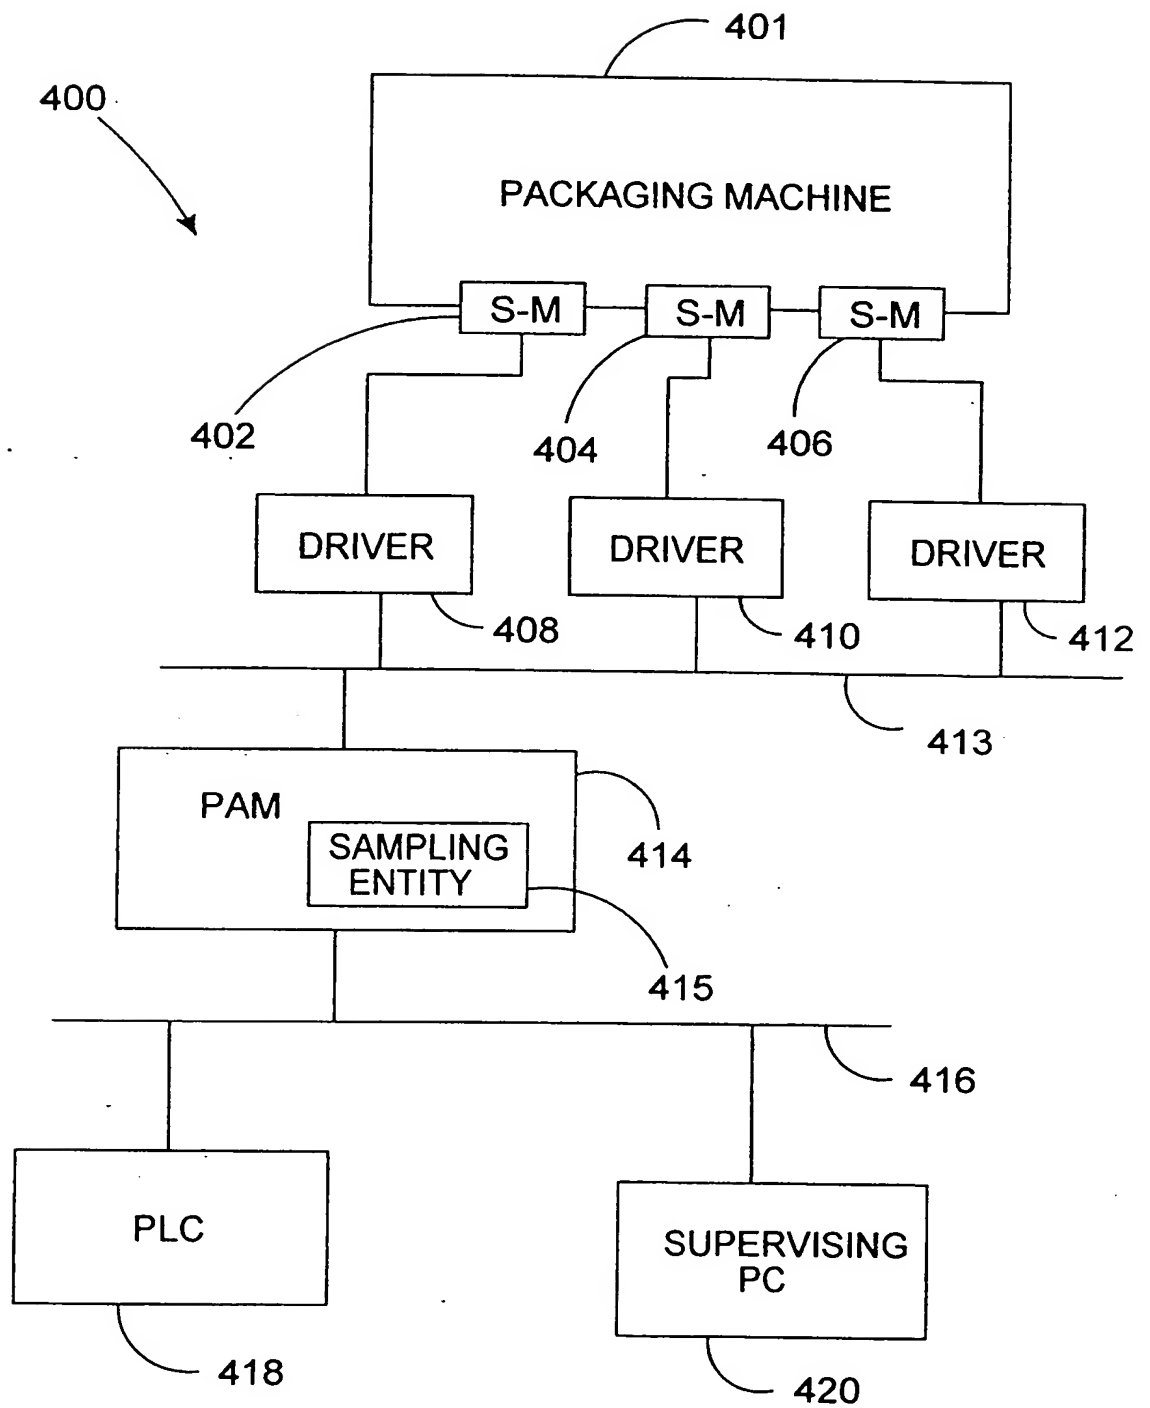 401
400
PACKAGING MACHINE
S-M
S-M
S-M
402
404
406
DRIVER
DRIVER
DRIVER
408
410
412
413
PAM
SAMPLING
ENTITY
414
415
416
PLC
SUPERVISING
PC
418
420